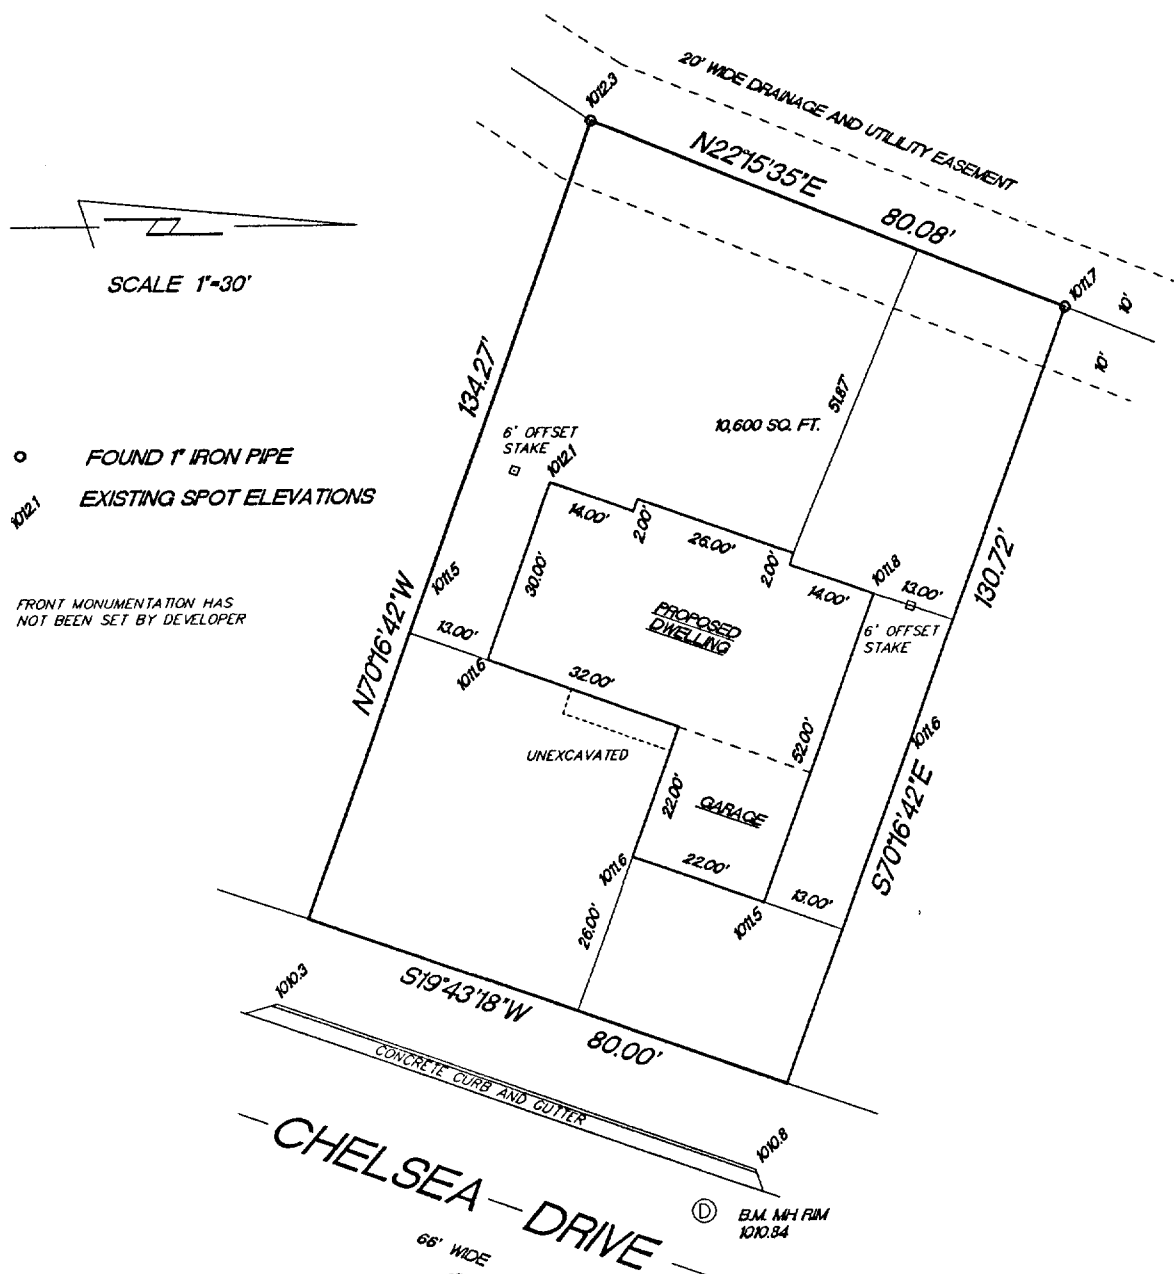 20' WIDE DRAINAGE AND UTILILITY EASEMENT
1012.3
N22°15'35"E
80.08'
1011.7
10'
10'
SCALE 1"=30'
134.27'
51.87'
10,600 SQ. FT.
6' OFFSET
STAKE
1012.1
FOUND 1" IRON PIPE
EXISTING SPOT ELEVATIONS
1012.1
14.00'
2.00'
26.00'
2.00'
14.00'
1011.8
13.00'
130.72'
30.00'
1011.5
FRONT MONUMENTATION HAS
NOT BEEN SET BY DEVELOPER
PROPOSED
DWELLING
6' OFFSET
STAKE
N70°16'42"W
13.00'
1011.6
32.00'
52.00'
1011.6
UNEXCAVATED
22.00'
GARAGE
S70°16'42"E
1011.6
22.00'
13.00'
1011.5
26.00'
1010.3
S19°43'18"W
80.00'
CONCRETE CURB AND GUTTER
1010.8
CHELSEA DRIVE
D
B.M. MH RIM
1010.84
66' WIDE